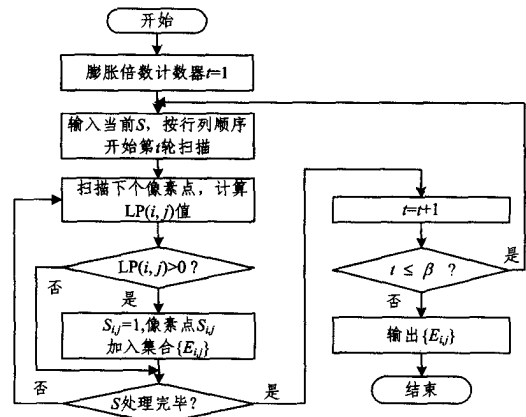 开始
膨胀倍数计数器t=1
输入当前S，按行列顺序
开始第t轮扫描
扫描下个像素点，计算
LP(i, j)值
LP(i, j)>0？
否
是
S_{i,j}=1,像素点S_{i,j}
加入集合{E_{i,j}}
否
S处理完毕？
是
t=t+1
t ≤ β ？
是
否
输出{E_{i,j}}
结束